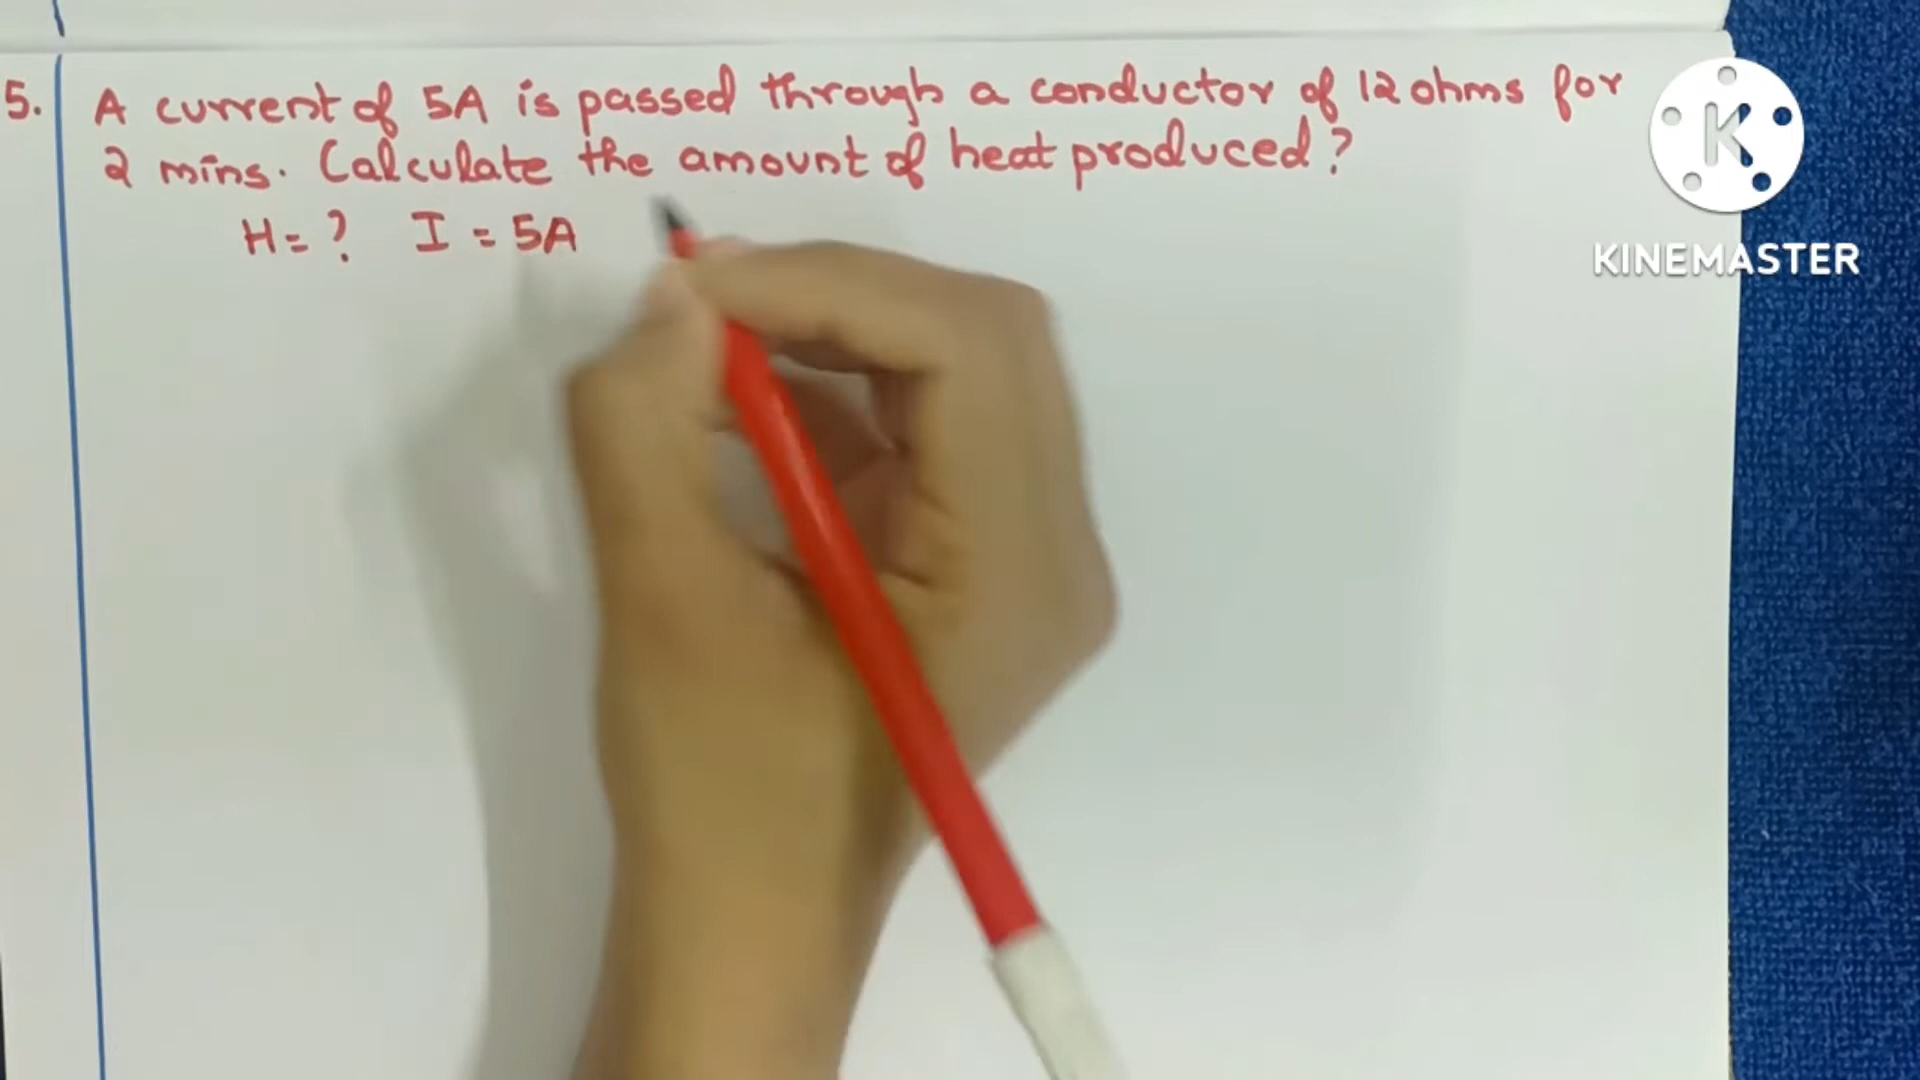 5. A current of 5A is passed through a conductor of 12 ohms for
2 mins. Calculate the amount of heat produced?
H = ? I = 5A
K
KINEMASTER